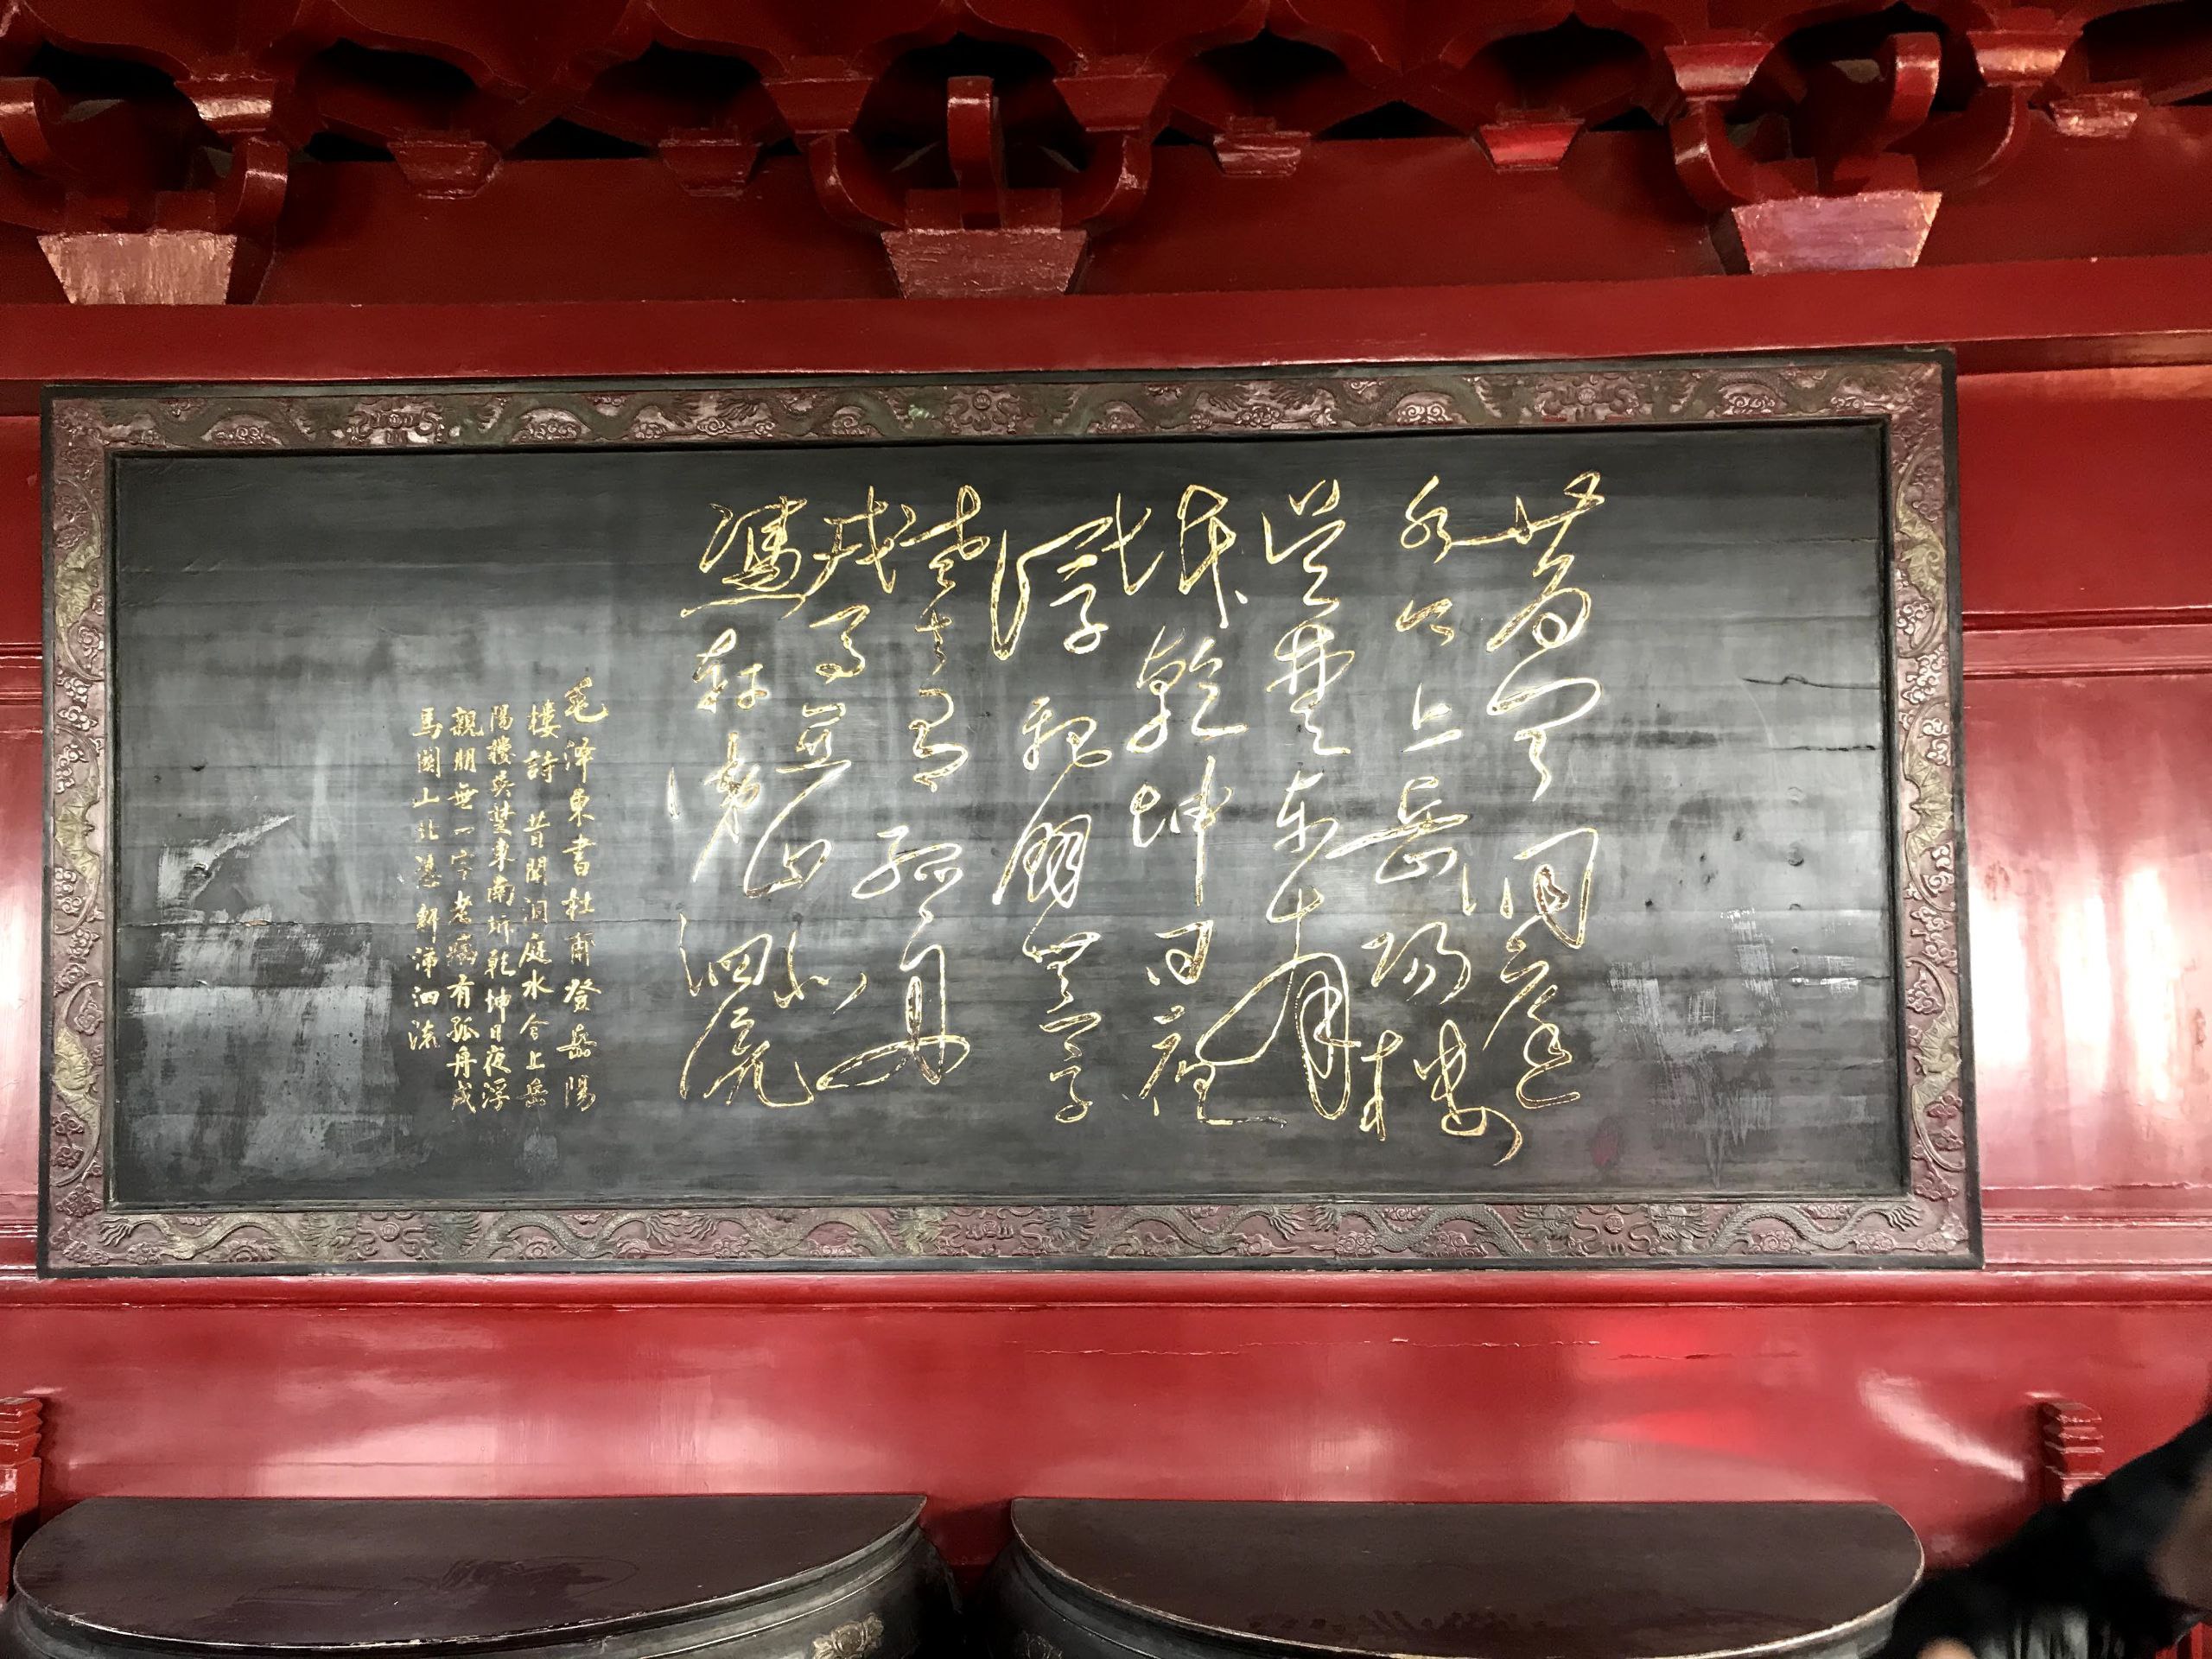 昔聞洞庭
水今上岳陽樓
吳楚東南
坼乾坤日夜
浮親朋無一字
老去有孤舟
戎馬關山北
憑軒涕泗流
毛澤東書杜甫登岳陽
樓詩 昔聞洞庭水今上岳
陽樓吳楚東南坼乾坤日夜浮
親朋無一字老病有孤舟戎
馬關山北憑軒涕泗流